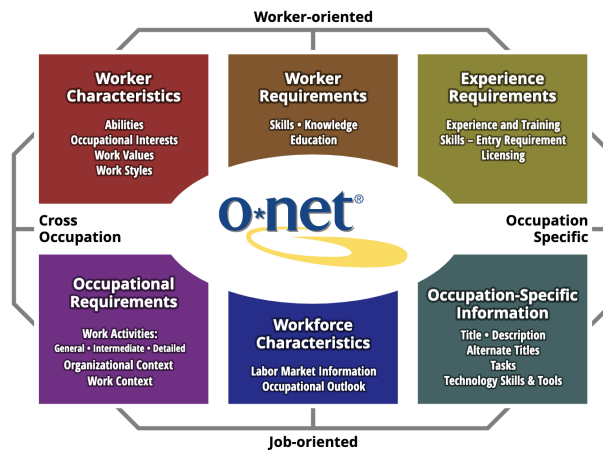 Worker-oriented
Worker
Characteristics
Abilities
Occupational Interests
Work Values
Work Styles
Worker
Requirements
Skills • Knowledge
Education
Experience
Requirements
Experience and Training
Skills – Entry Requirement
Licensing
Cross
Occupation
o*net®
Occupation
Specific
Occupational
Requirements
Work Activities:
General • Intermediate • Detailed
Organizational Context
Work Context
Workforce
Characteristics
Labor Market Information
Occupational Outlook
Occupation-Specific
Information
Title • Description
Alternate Titles
Tasks
Technology Skills & Tools
Job-oriented